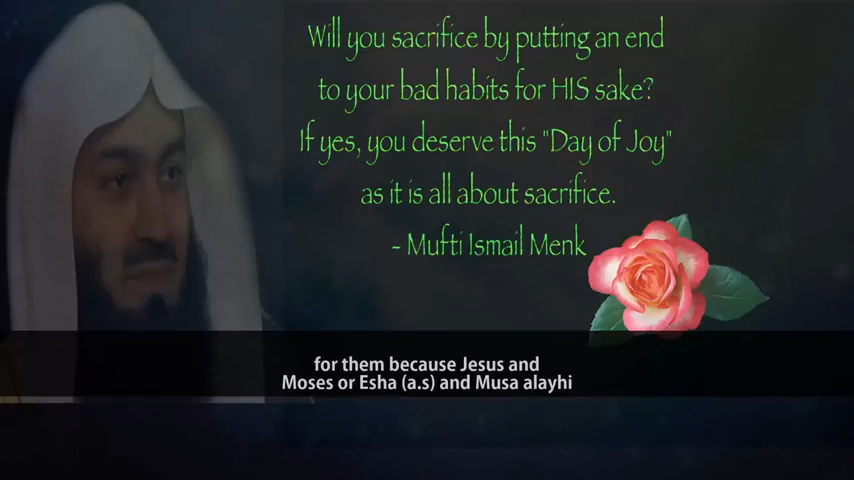 Will you sacrifice by putting an end
to your bad habits for HIS sake?
If yes, you deserve this "Day of Joy"
as it is all about sacrifice.
- Mufti Ismail Menk
for them because Jesus and
Moses or Esha (a.s) and Musa alayhi